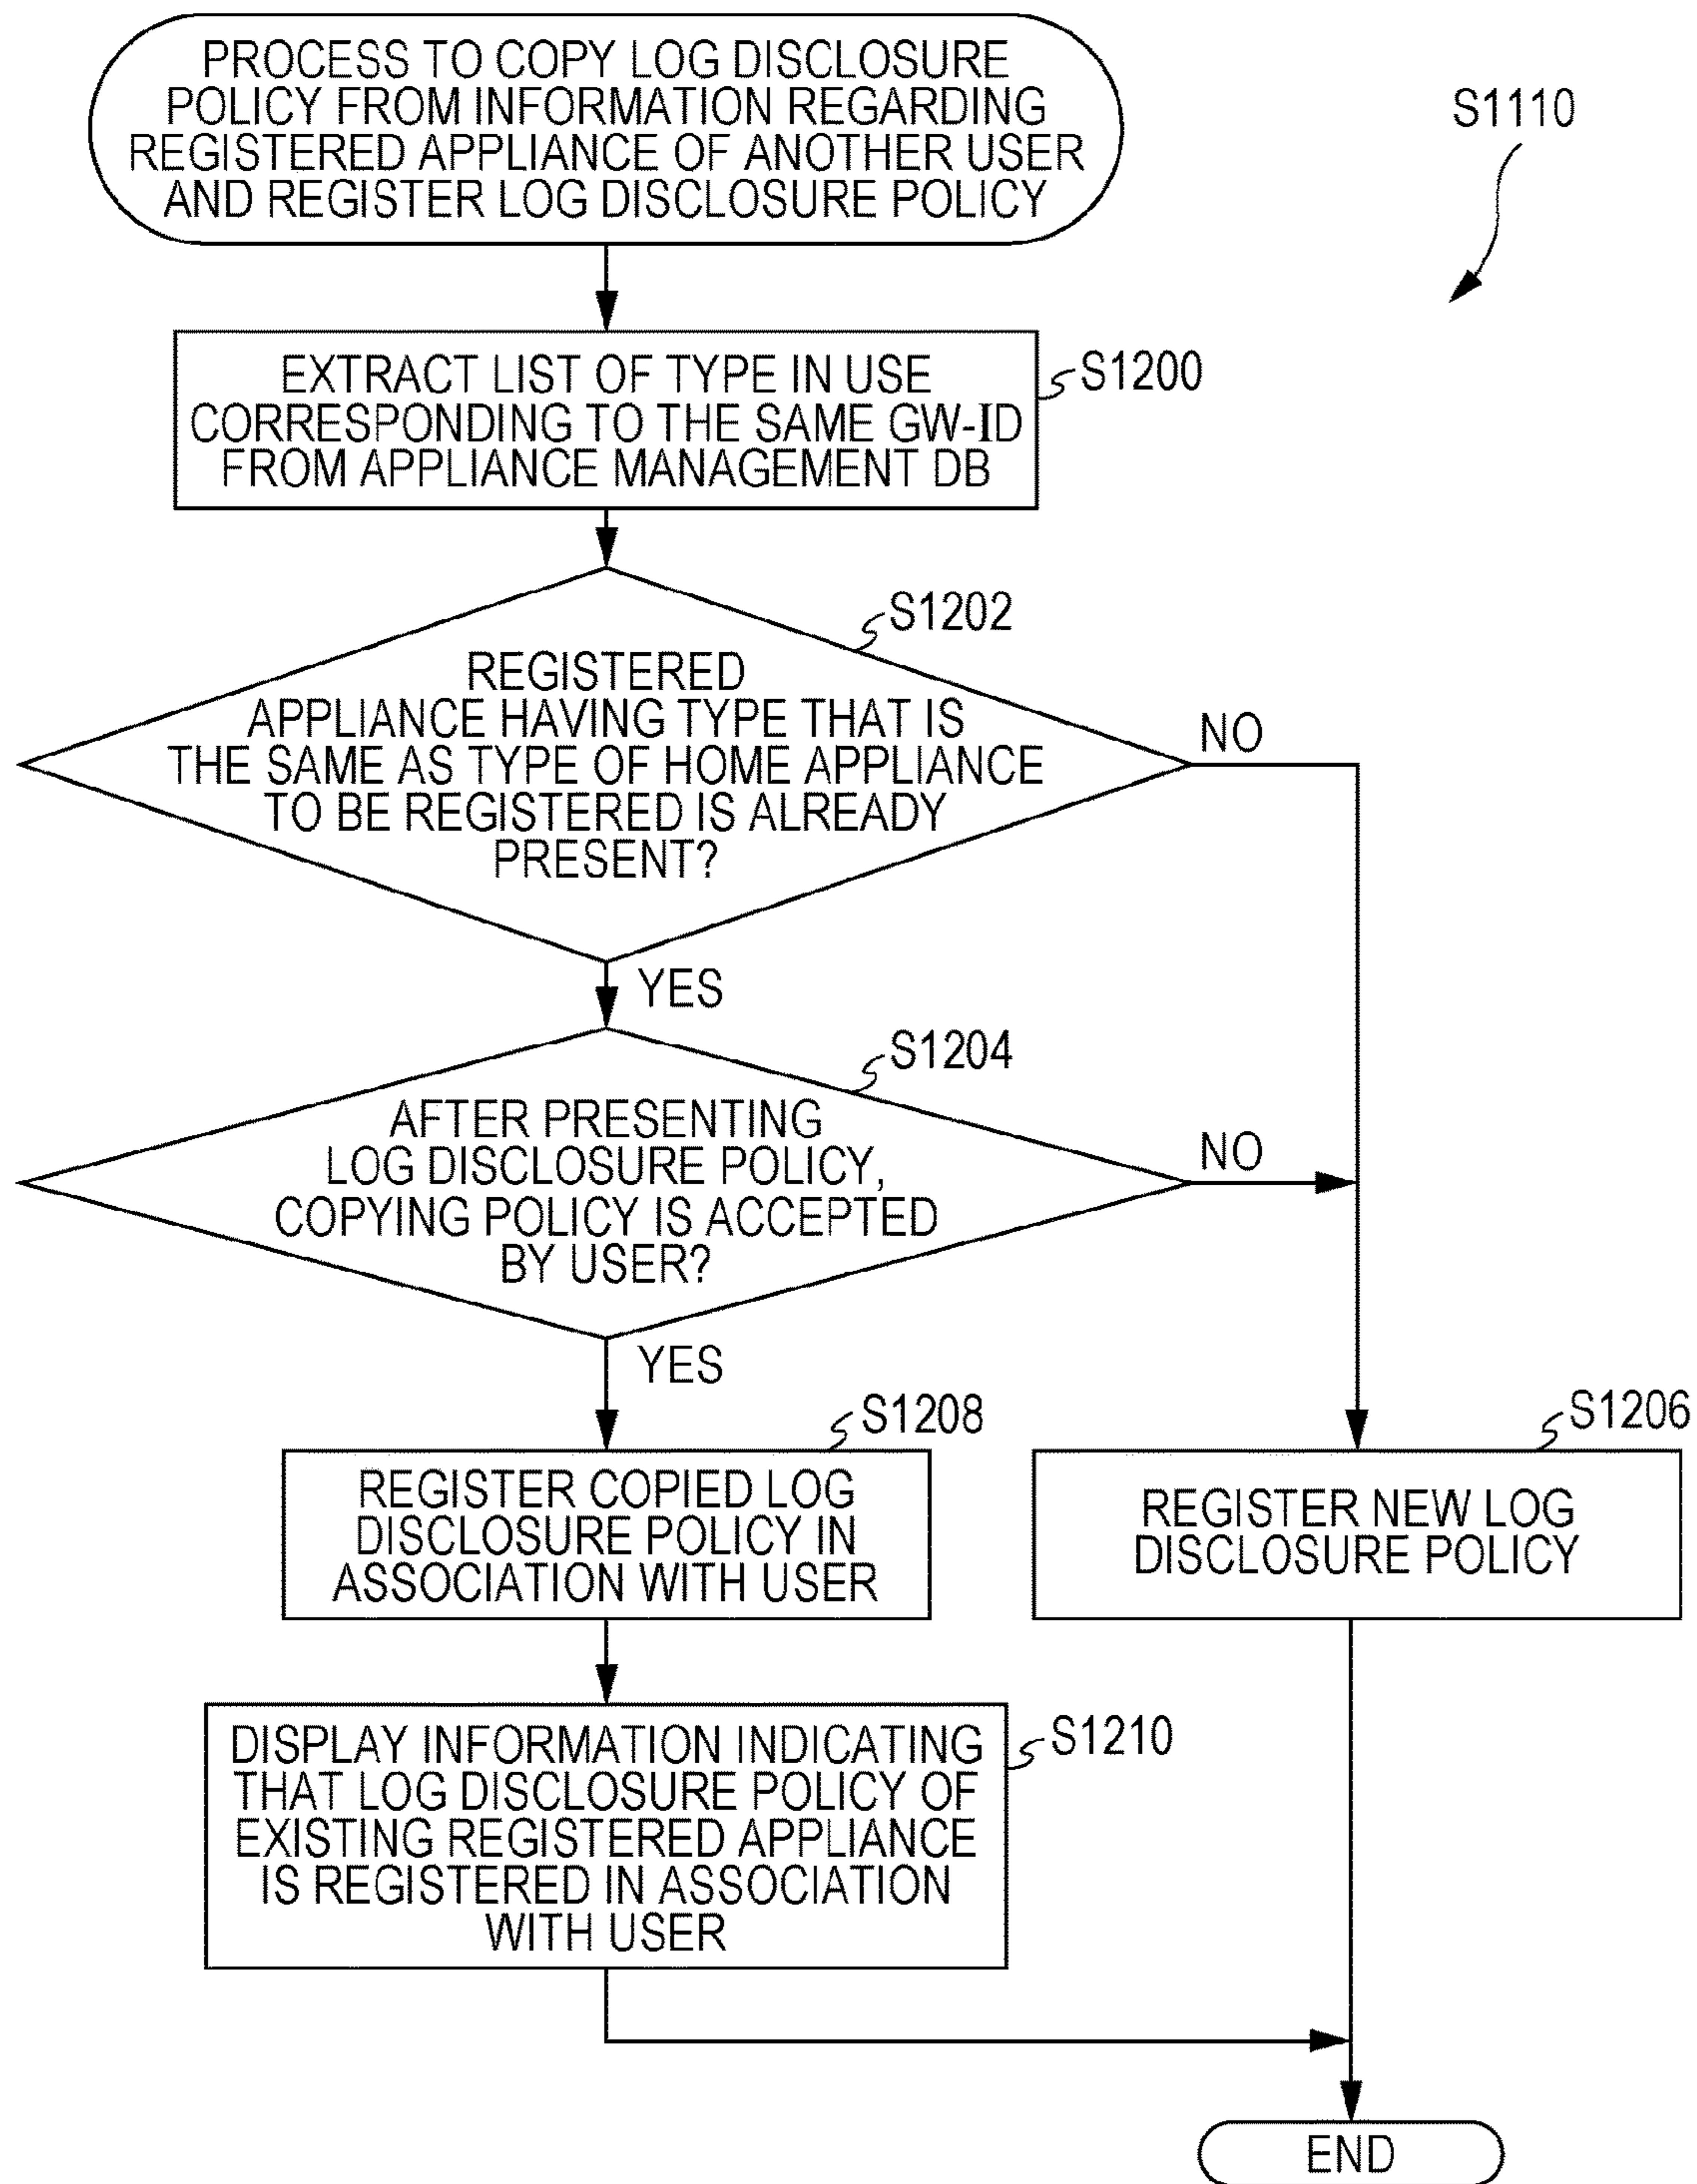 PROCESS TO COPY LOG DISCLOSURE
POLICY FROM INFORMATION REGARDING
REGISTERED APPLIANCE OF ANOTHER USER
AND REGISTER LOG DISCLOSURE POLICY
S1110
EXTRACT LIST OF TYPE IN USE
CORRESPONDING TO THE SAME GW-ID
FROM APPLIANCE MANAGEMENT DB
S1200
S1202
REGISTERED
APPLIANCE HAVING TYPE THAT IS
THE SAME AS TYPE OF HOME APPLIANCE
TO BE REGISTERED IS ALREADY
PRESENT?
NO
YES
S1204
AFTER PRESENTING
LOG DISCLOSURE POLICY,
COPYING POLICY IS ACCEPTED
BY USER?
NO
YES
S1208
REGISTER COPIED LOG
DISCLOSURE POLICY IN
ASSOCIATION WITH USER
S1206
REGISTER NEW LOG
DISCLOSURE POLICY
DISPLAY INFORMATION INDICATING
THAT LOG DISCLOSURE POLICY OF
EXISTING REGISTERED APPLIANCE
IS REGISTERED IN ASSOCIATION
WITH USER
S1210
END